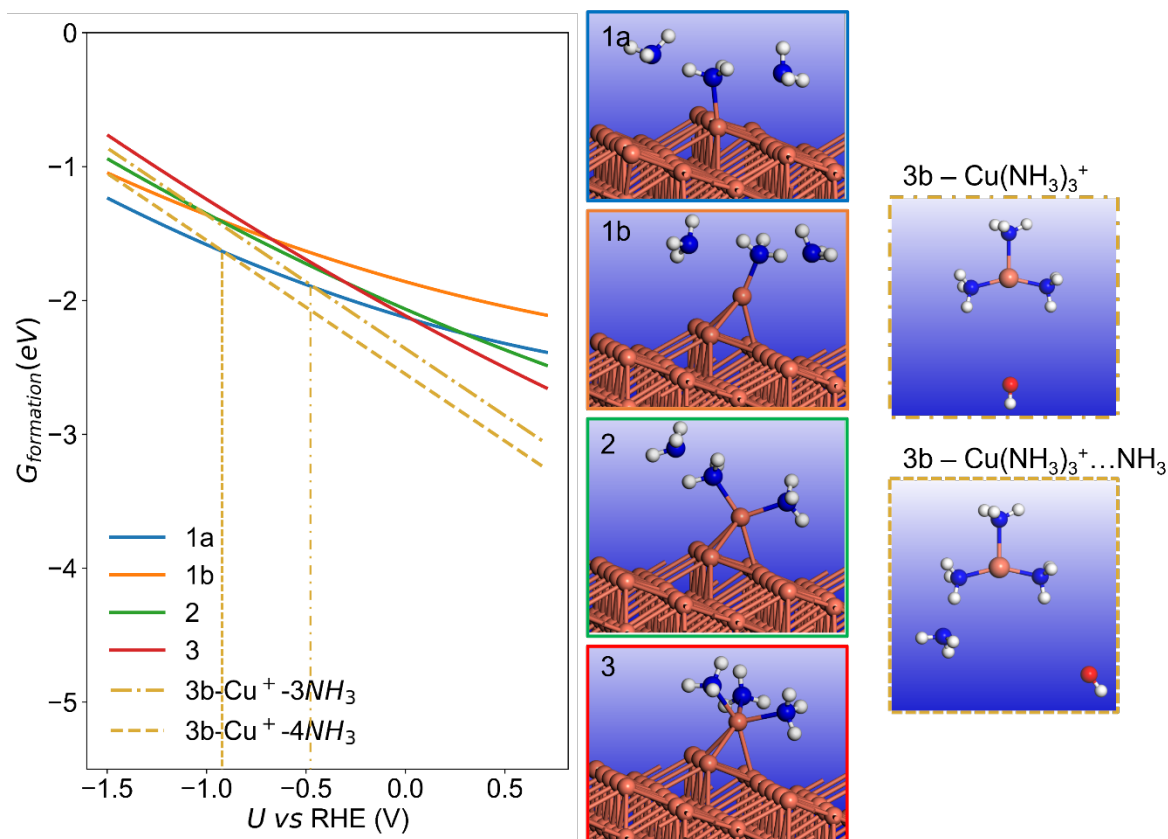 0
−1
−2
−3
−4
−5
G_formation(eV)
−1.5 −1.0 −0.5 0.0 0.5
U vs RHE (V)
1a
1b
2
3
3b-Cu⁺-3NH₃
3b-Cu⁺-4NH₃
1a
1b
2
3
3b – Cu(NH₃)₃⁺
3b – Cu(NH₃)₃⁺…NH₃